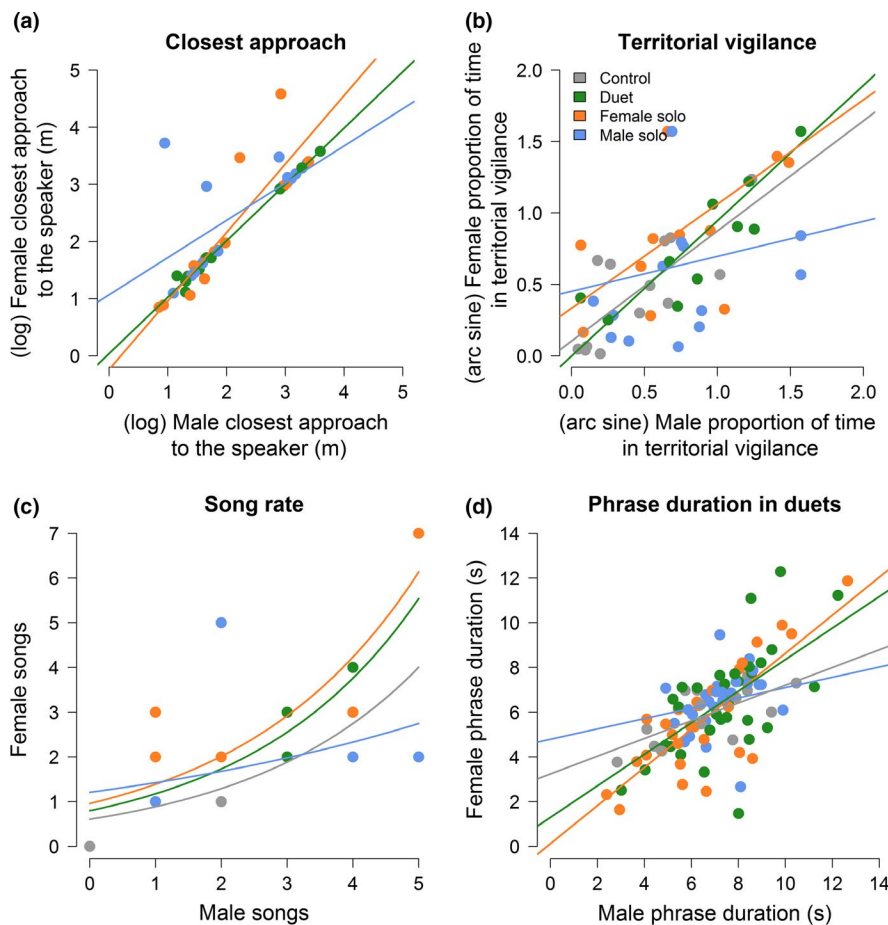 (a)
Closest approach
5
4
3
2
1
0
(log) Female closest approach
to the speaker (m)
0 1 2 3 4 5
(log) Male closest approach
to the speaker (m)
(b)
Territorial vigilance
Control
Duet
Female solo
Male solo
2.0
1.5
1.0
0.5
0.0
(arc sine) Female proportion of time
in territorial vigilance
0.0 0.5 1.0 1.5 2.0
(arc sine) Male proportion of time
in territorial vigilance
(c)
Song rate
7
6
5
4
3
2
1
0
Female songs
0 1 2 3 4 5
Male songs
(d)
Phrase duration in duets
14
12
10
8
6
4
2
0
Female phrase duration (s)
0 2 4 6 8 10 12 14
Male phrase duration (s)